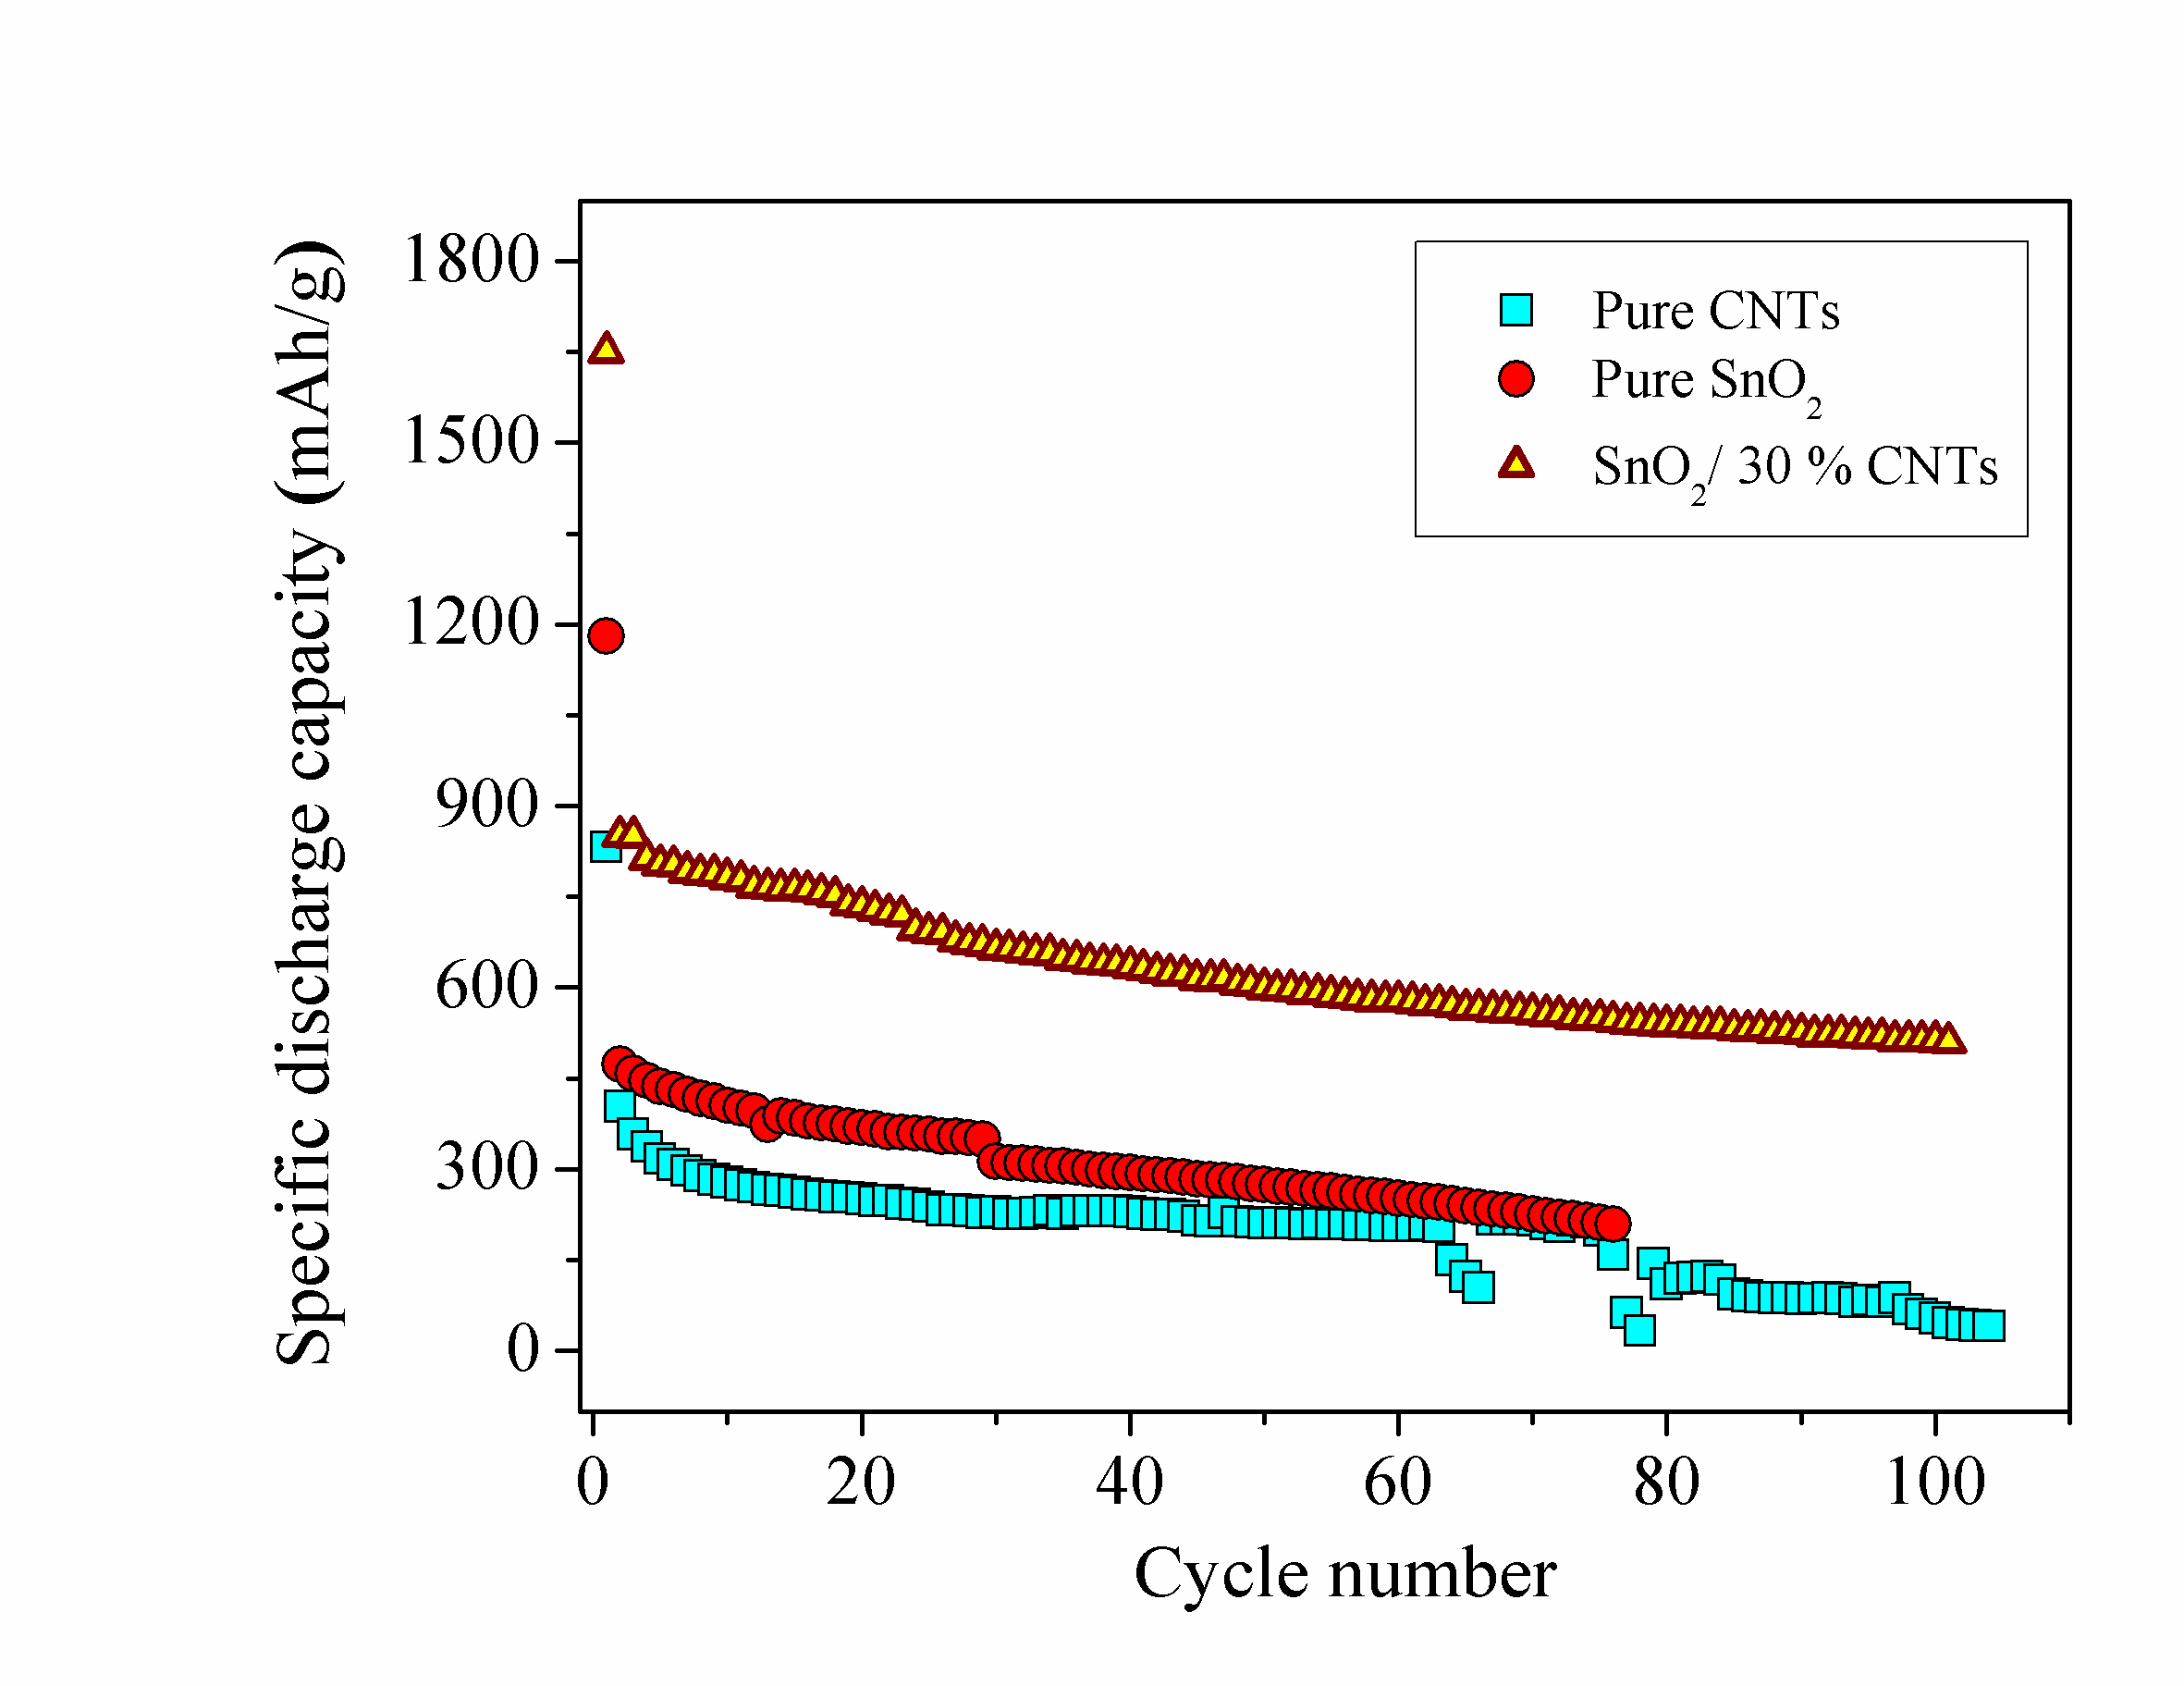 Specific discharge capacity (mAh/g)
1800
1500
1200
900
600
300
0
Pure CNTs
Pure SnO₂
SnO₂/ 30 % CNTs
0 20 40 60 80 100
Cycle number